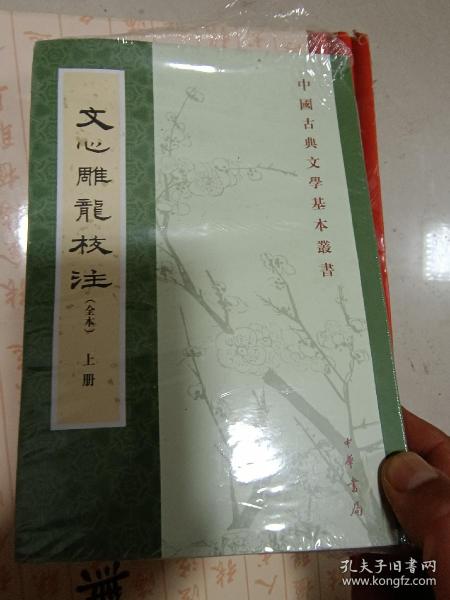 中國古典文學基本叢書
文心雕龍校注
（全本）
上册
中華書局
無
孔夫子旧书网
www.kongfz.com